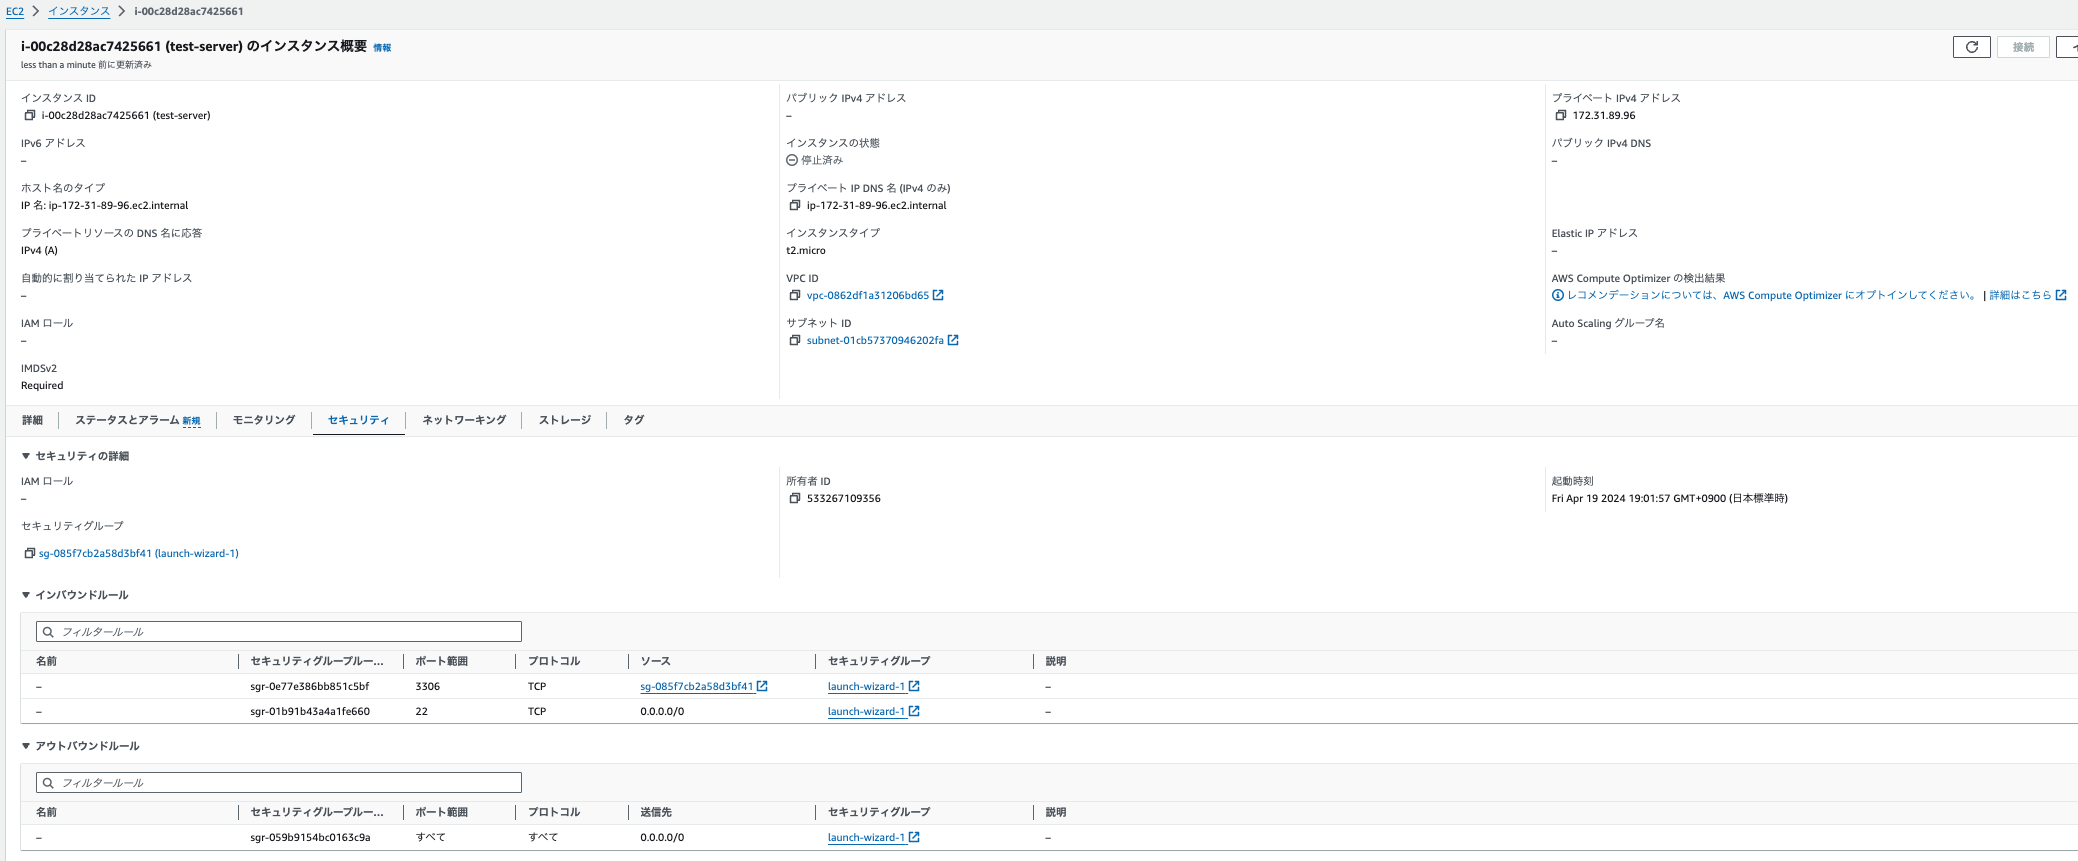 EC2 > インスタンス > i-00c28d28ac7425661
i-00c28d28ac7425661 (test-server) のインスタンス概要 情報
less than a minute 前に更新済み
接続
インスタンス ID
i-00c28d28ac7425661 (test-server)
パブリック IPv4 アドレス
–
プライベート IPv4 アドレス
172.31.89.96
IPv6 アドレス
–
インスタンスの状態
停止済み
パブリック IPv4 DNS
–
ホスト名のタイプ
IP 名: ip-172-31-89-96.ec2.internal
プライベート IP DNS 名 (IPv4 のみ)
ip-172-31-89-96.ec2.internal
プライベートリソースの DNS 名に応答
IPv4 (A)
インスタンスタイプ
t2.micro
Elastic IP アドレス
–
自動的に割り当てられた IP アドレス
–
VPC ID
vpc-0862df1a31206bd65
AWS Compute Optimizer の検出結果
レコメンデーションについては、AWS Compute Optimizer にオプトインしてください。 | 詳細はこちら
IAM ロール
–
サブネット ID
subnet-01cb57370946202fa
Auto Scaling グループ名
–
IMDSv2
Required
詳細 ステータスとアラーム 新規 モニタリング セキュリティ ネットワーキング ストレージ タグ
▼ セキュリティの詳細
IAM ロール
–
所有者 ID
533267109356
起動時刻
Fri Apr 19 2024 19:01:57 GMT+0900 (日本標準時)
セキュリティグループ
sg-085f7cb2a58d3bf41 (launch-wizard-1)
▼ インバウンドルール
フィルタールール
名前 セキュリティグループルー... ポート範囲 プロトコル ソース セキュリティグループ 説明
– sgr-0e77e386bb851c5bf 3306 TCP sg-085f7cb2a58d3bf41 launch-wizard-1 –
– sgr-01b91b43a4a1fe660 22 TCP 0.0.0.0/0 launch-wizard-1 –
▼ アウトバウンドルール
フィルタールール
名前 セキュリティグループルー... ポート範囲 プロトコル 送信先 セキュリティグループ 説明
– sgr-059b9154bc0163c9a すべて すべて 0.0.0.0/0 launch-wizard-1 –